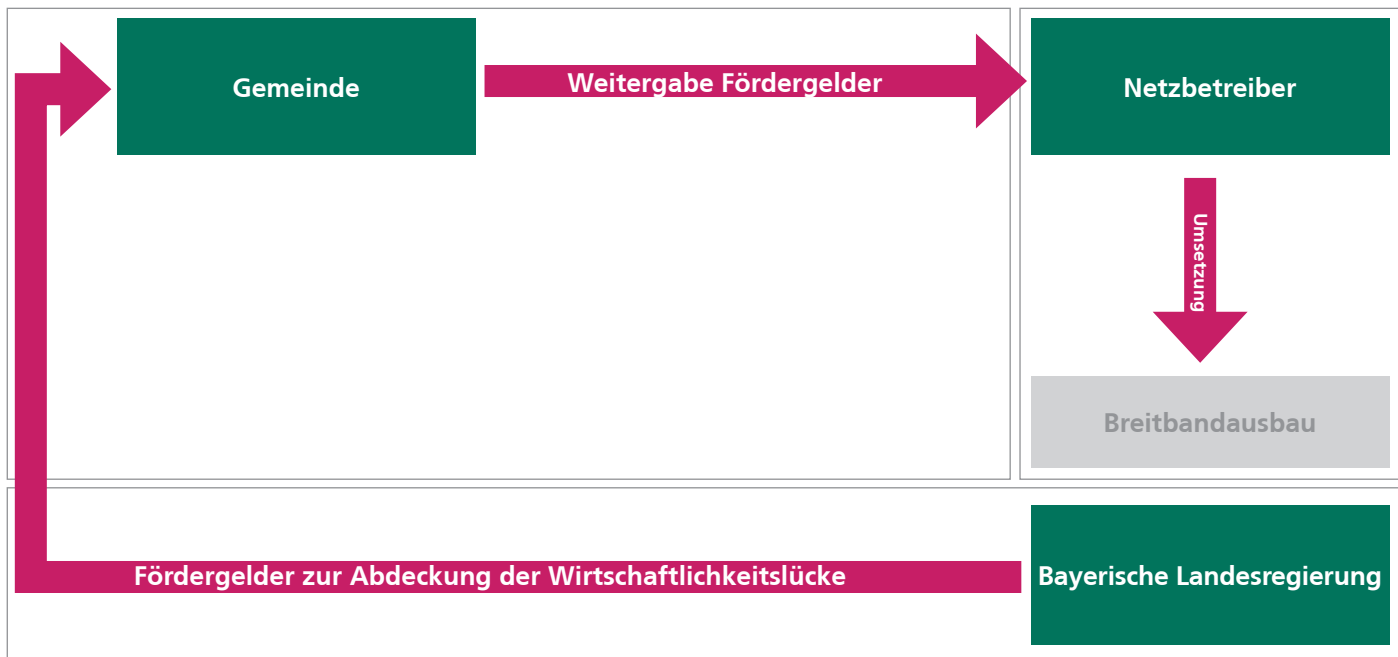 Gemeinde
Weitergabe Fördergelder
Netzbetreiber
Umsetzung
Breitbandausbau
Fördergelder zur Abdeckung der Wirtschaftlichkeitslücke
Bayerische Landesregierung